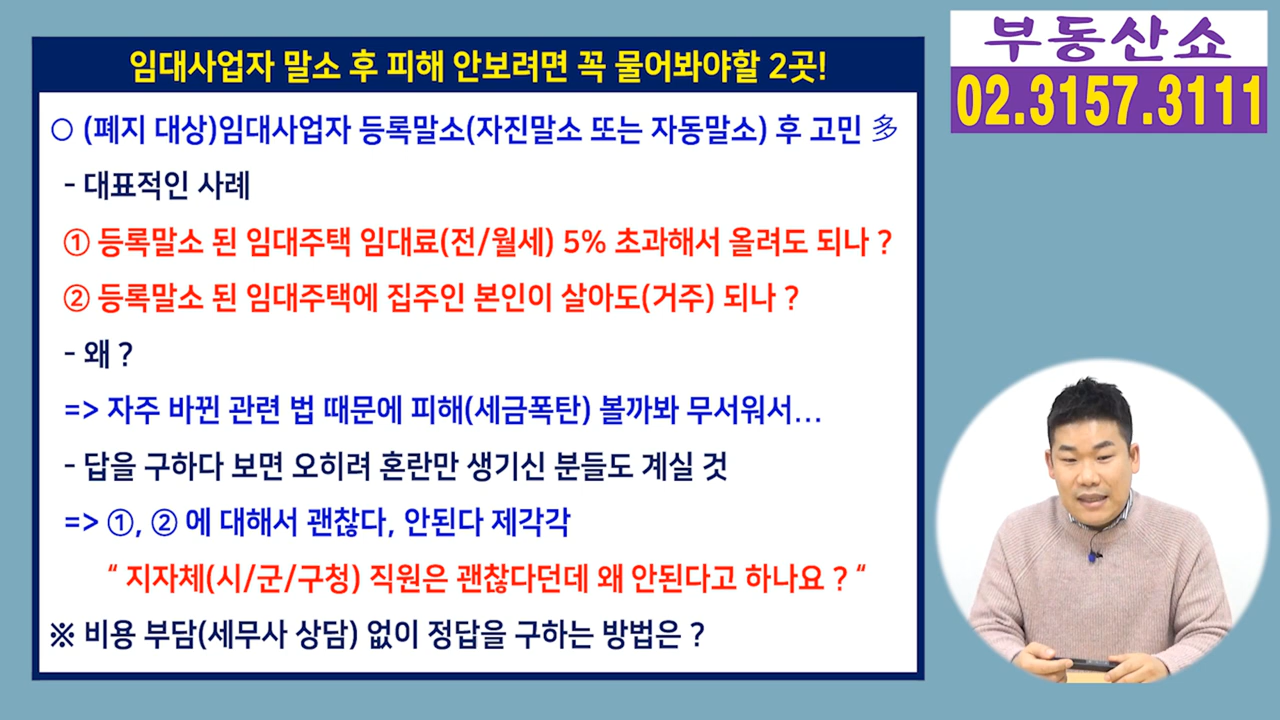 임대사업자 말소 후 피해 안보려면 꼭 물어봐야할 2곳!
○ (폐지 대상)임대사업자 등록말소(자진말소 또는 자동말소) 후 고민 多
- 대표적인 사례
① 등록말소 된 임대주택 임대료(전/월세) 5% 초과해서 올려도 되나 ?
② 등록말소 된 임대주택에 집주인 본인이 살아도(거주) 되나 ?
- 왜 ?
=> 자주 바뀐 관련 법 때문에 피해(세금폭탄) 볼까봐 무서워서...
- 답을 구하다 보면 오히려 혼란만 생기신 분들도 계실 것
=> ①, ② 에 대해서 괜찮다, 안된다 제각각
“ 지자체(시/군/구청) 직원은 괜찮다던데 왜 안된다고 하나요 ? “
※ 비용 부담(세무사 상담) 없이 정답을 구하는 방법은 ?
부동산쇼
02.3157.3111